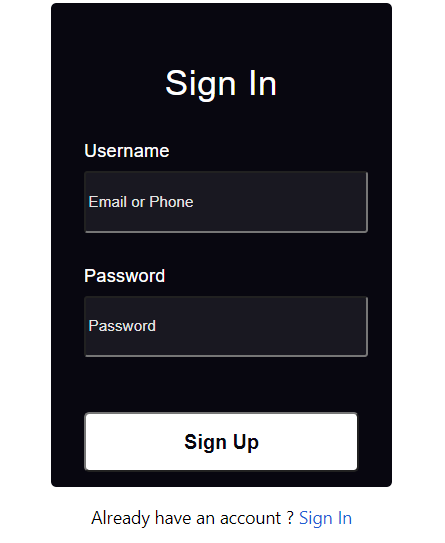 Sign In
Username
Email or Phone
Password
Password
Sign Up
Already have an account ? Sign In